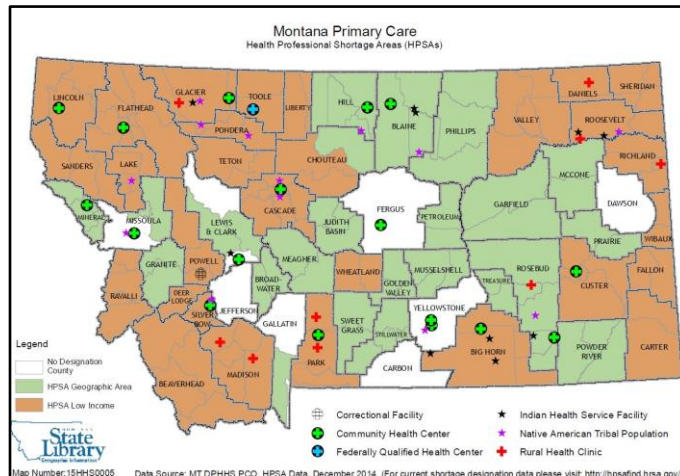 Montana Primary Care
Health Professional Shortage Areas (HPSAs)
LINCOLN
FLATHEAD
GLACIER
TOOLE
LIBERTY
HILL
BLAINE
PHILLIPS
VALLEY
DANIELS
SHERIDAN
ROOSEVELT
PONDERA
SANDERS
LAKE
TETON
CHOUTEAU
RICHLAND
MCCONE
DAWSON
MINERAL
MISSOULA
LEWIS
& CLARK
CASCADE
JUDITH
BASIN
FERGUS
PETROLEUM
GARFIELD
PRAIRIE
WIBAUX
POWELL
GRANITE
MEAGHER
RAVALLI
DEER
LODGE
SILVER
BOW
JEFFERSON
BROAD-
WATER
WHEATLAND
GOLDEN
VALLEY
MUSSELSHELL
TREASURE
ROSEBUD
CUSTER
FALLON
GALLATIN
PARK
SWEET
GRASS
STILLWATER
YELLOWSTONE
BIG HORN
POWDER
RIVER
CARTER
CARBON
BEAVERHEAD
MADISON
Legend
No Designation
County
HPSA Geographic Area
HPSA Low Income
Correctional Facility
Community Health Center
Federally Qualified Health Center
Indian Health Service Facility
Native American Tribal Population
Rural Health Clinic
MONTANA
State
Library
Geographic Information
Map Number:15HHS0005 Data Source: MT DPHHS PCO, HPSA Data, December 2014. (For current shortage designation data please visit: http://hpsafind.hrsa.gov/